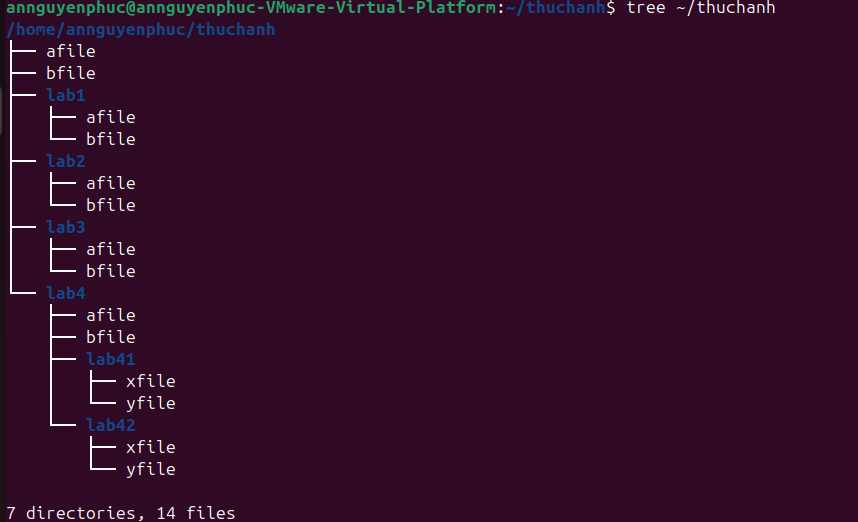 annguyenphuc@annguyenphuc-VMware-Virtual-Platform:~/thuchanh$ tree ~/thuchanh
/home/annguyenphuc/thuchanh
├── afile
├── bfile
├── lab1
│   ├── afile
│   └── bfile
├── lab2
│   ├── afile
│   └── bfile
├── lab3
│   ├── afile
│   └── bfile
└── lab4
    ├── afile
    ├── bfile
    ├── lab41
    │   ├── xfile
    │   └── yfile
    └── lab42
        ├── xfile
        └── yfile

7 directories, 14 files